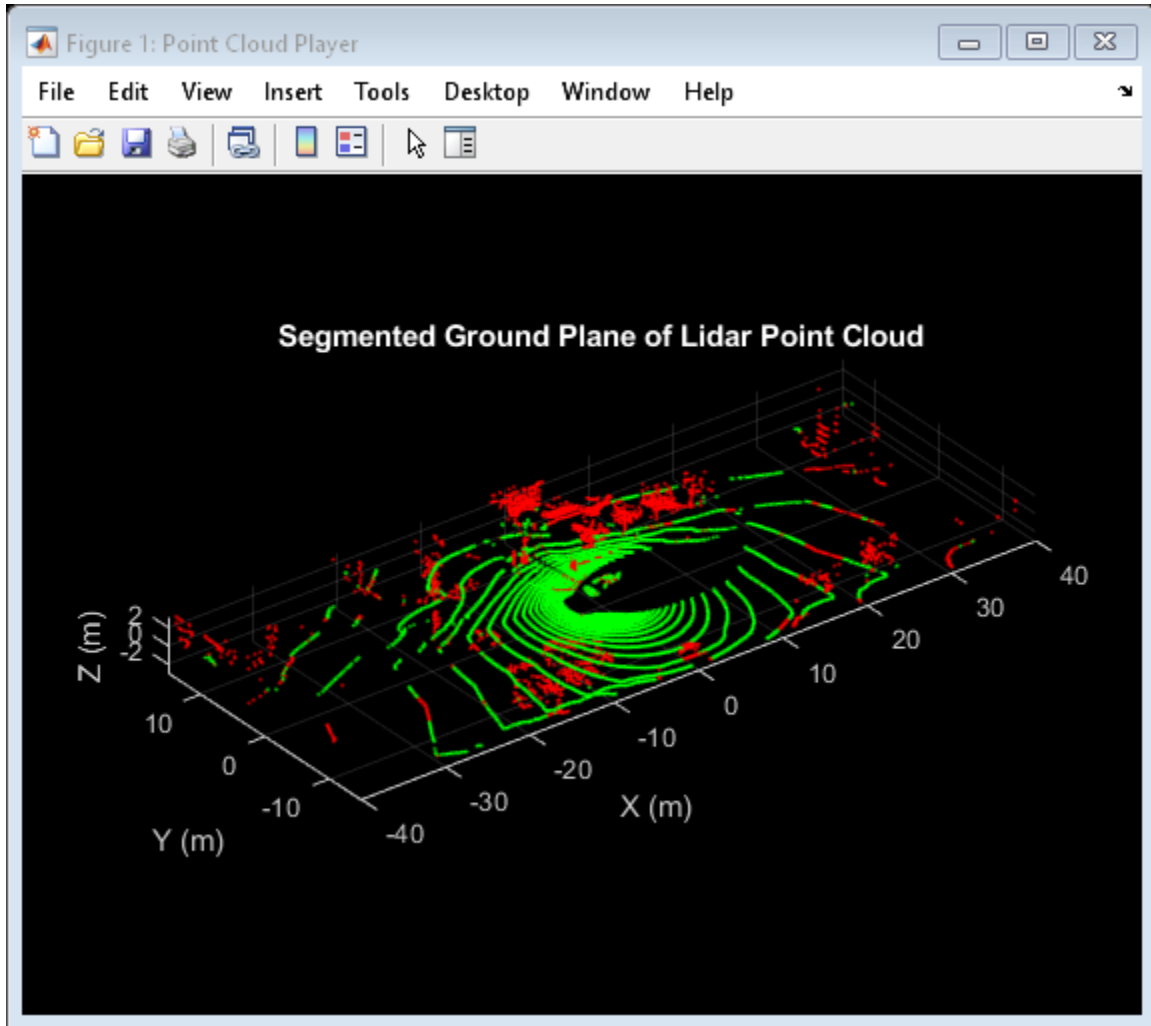 Figure 1: Point Cloud Player
File Edit View Insert Tools Desktop Window Help
Segmented Ground Plane of Lidar Point Cloud
2
0
-2
Z (m)
10
0
-10
Y (m)
-40
-30
-20
-10
0
10
20
30
40
X (m)